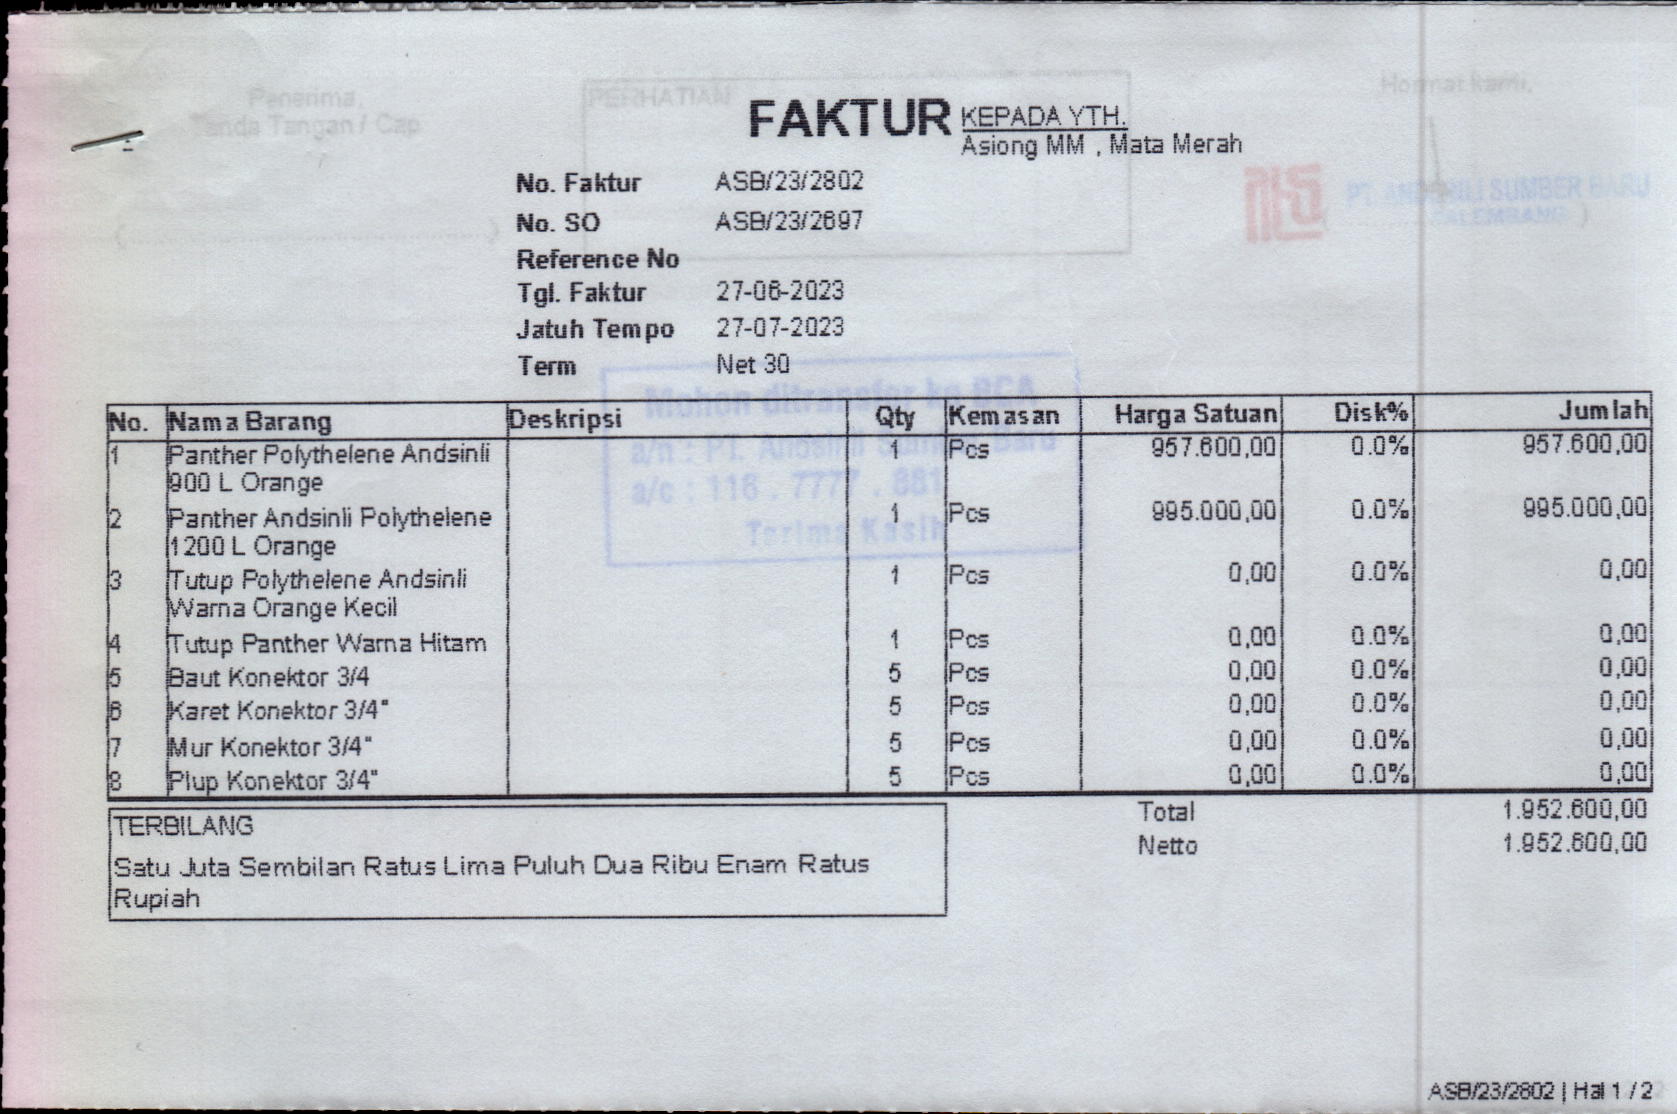 Penerima,
Tanda Tangan / Cap
PERHATIAN
Hormat kami,
FAKTUR
KEPADA YTH.
Asiong MM , Mata Merah
No. Faktur ASB/23/2802
No. SO ASB/23/2697
Reference No
Tgl. Faktur 27-06-2023
Jatuh Tempo 27-07-2023
Term Net 30
PT. ANDSINLI SUMBER BARU
PALEMBANG
Mohon ditransfer ke BCA
a/n : PT. Andsinli Sumber Baru
a/c : 116 . 7777 . 881
Terima Kasih
No. Nama Barang Deskripsi Qty Kemasan Harga Satuan Disk% Jumlah
1 Panther Polythelene Andsinli 1 Pcs 957.600,00 0.0% 957.600,00
900 L Orange
2 Panther Andsinli Polythelene 1 Pcs 995.000,00 0.0% 995.000,00
1200 L Orange
3 Tutup Polythelene Andsinli 1 Pcs 0,00 0.0% 0,00
Warna Orange Kecil
4 Tutup Panther Warna Hitam 1 Pcs 0,00 0.0% 0,00
5 Baut Konektor 3/4 5 Pcs 0,00 0.0% 0,00
6 Karet Konektor 3/4" 5 Pcs 0,00 0.0% 0,00
7 Mur Konektor 3/4" 5 Pcs 0,00 0.0% 0,00
8 Plup Konektor 3/4" 5 Pcs 0,00 0.0% 0,00
Total 1.952.600,00
Netto 1.952.600,00
TERBILANG
Satu Juta Sembilan Ratus Lima Puluh Dua Ribu Enam Ratus
Rupiah
ASB/23/2802 | Hal 1 / 2